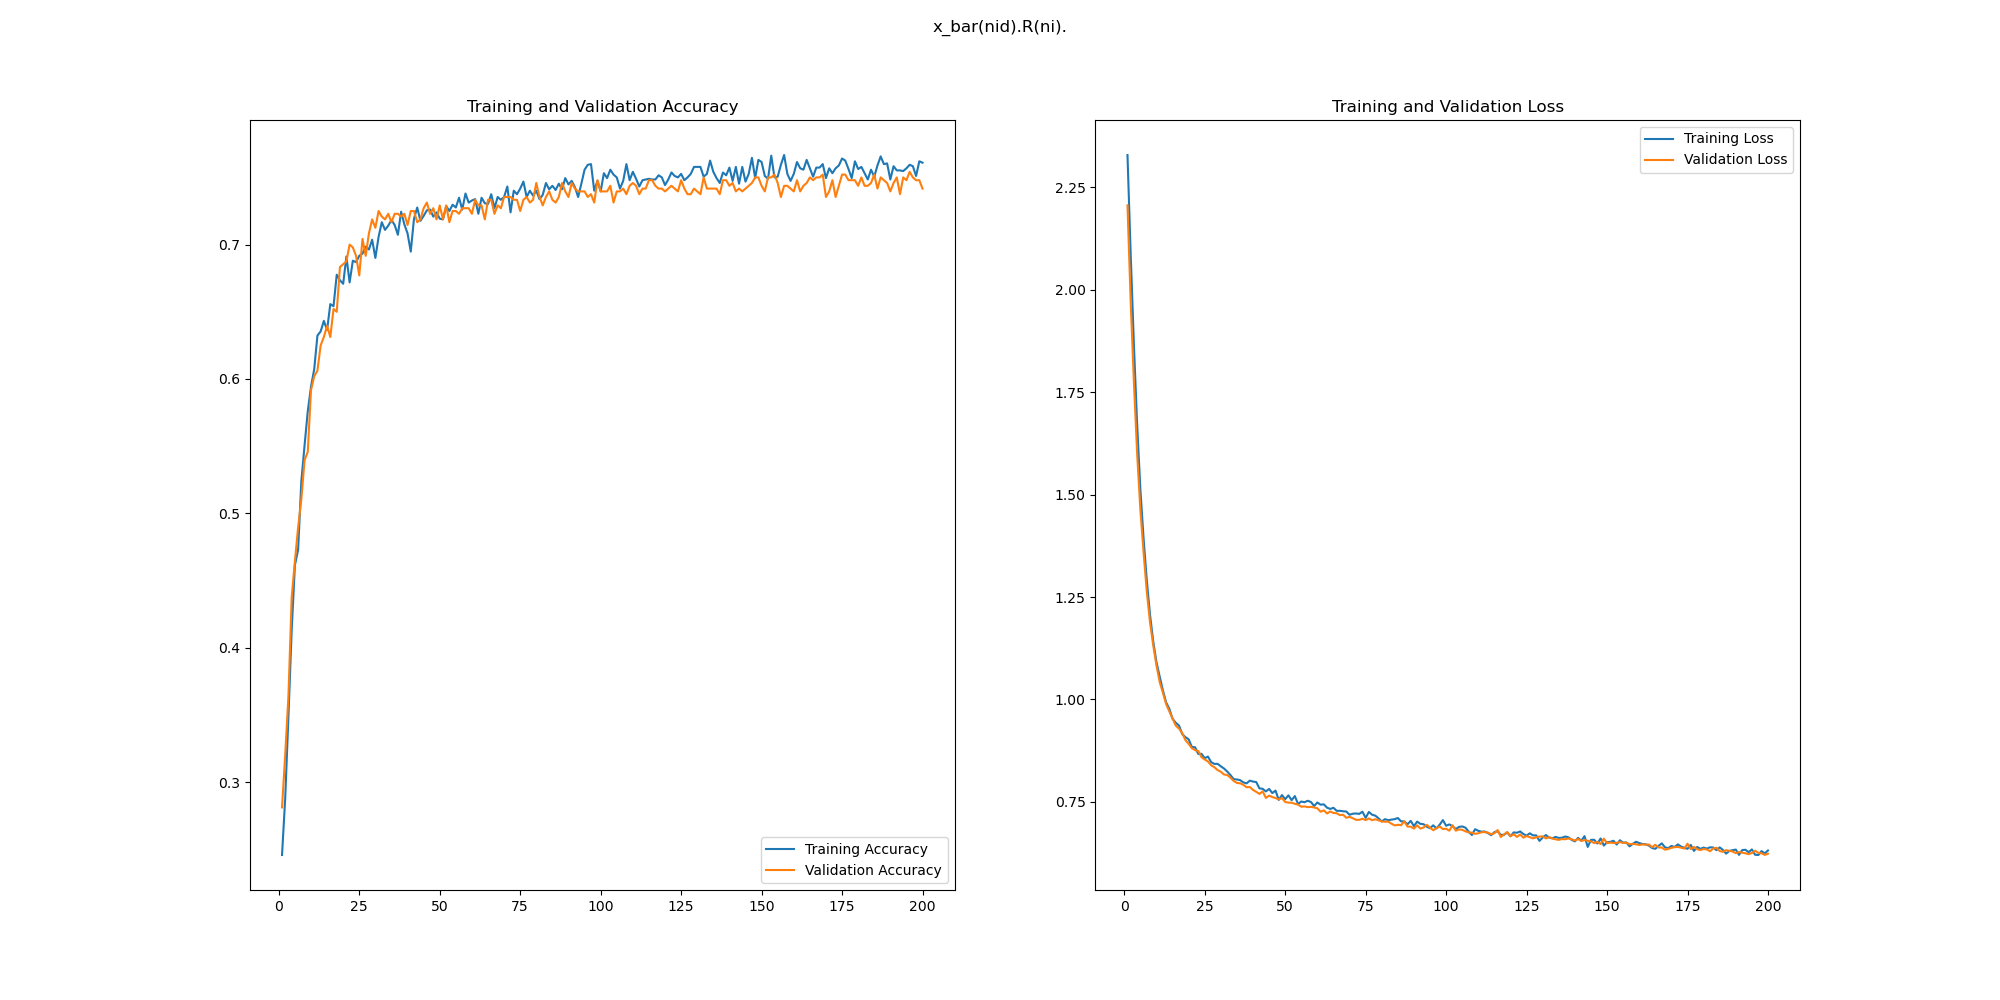 x_bar(nid).R(ni).
Training and Validation Accuracy
0.7
0.6
0.5
0.4
0.3
0 25 50 75 100 125 150 175 200
Training Accuracy
Validation Accuracy
Training and Validation Loss
2.25
2.00
1.75
1.50
1.25
1.00
0.75
0 25 50 75 100 125 150 175 200
Training Loss
Validation Loss